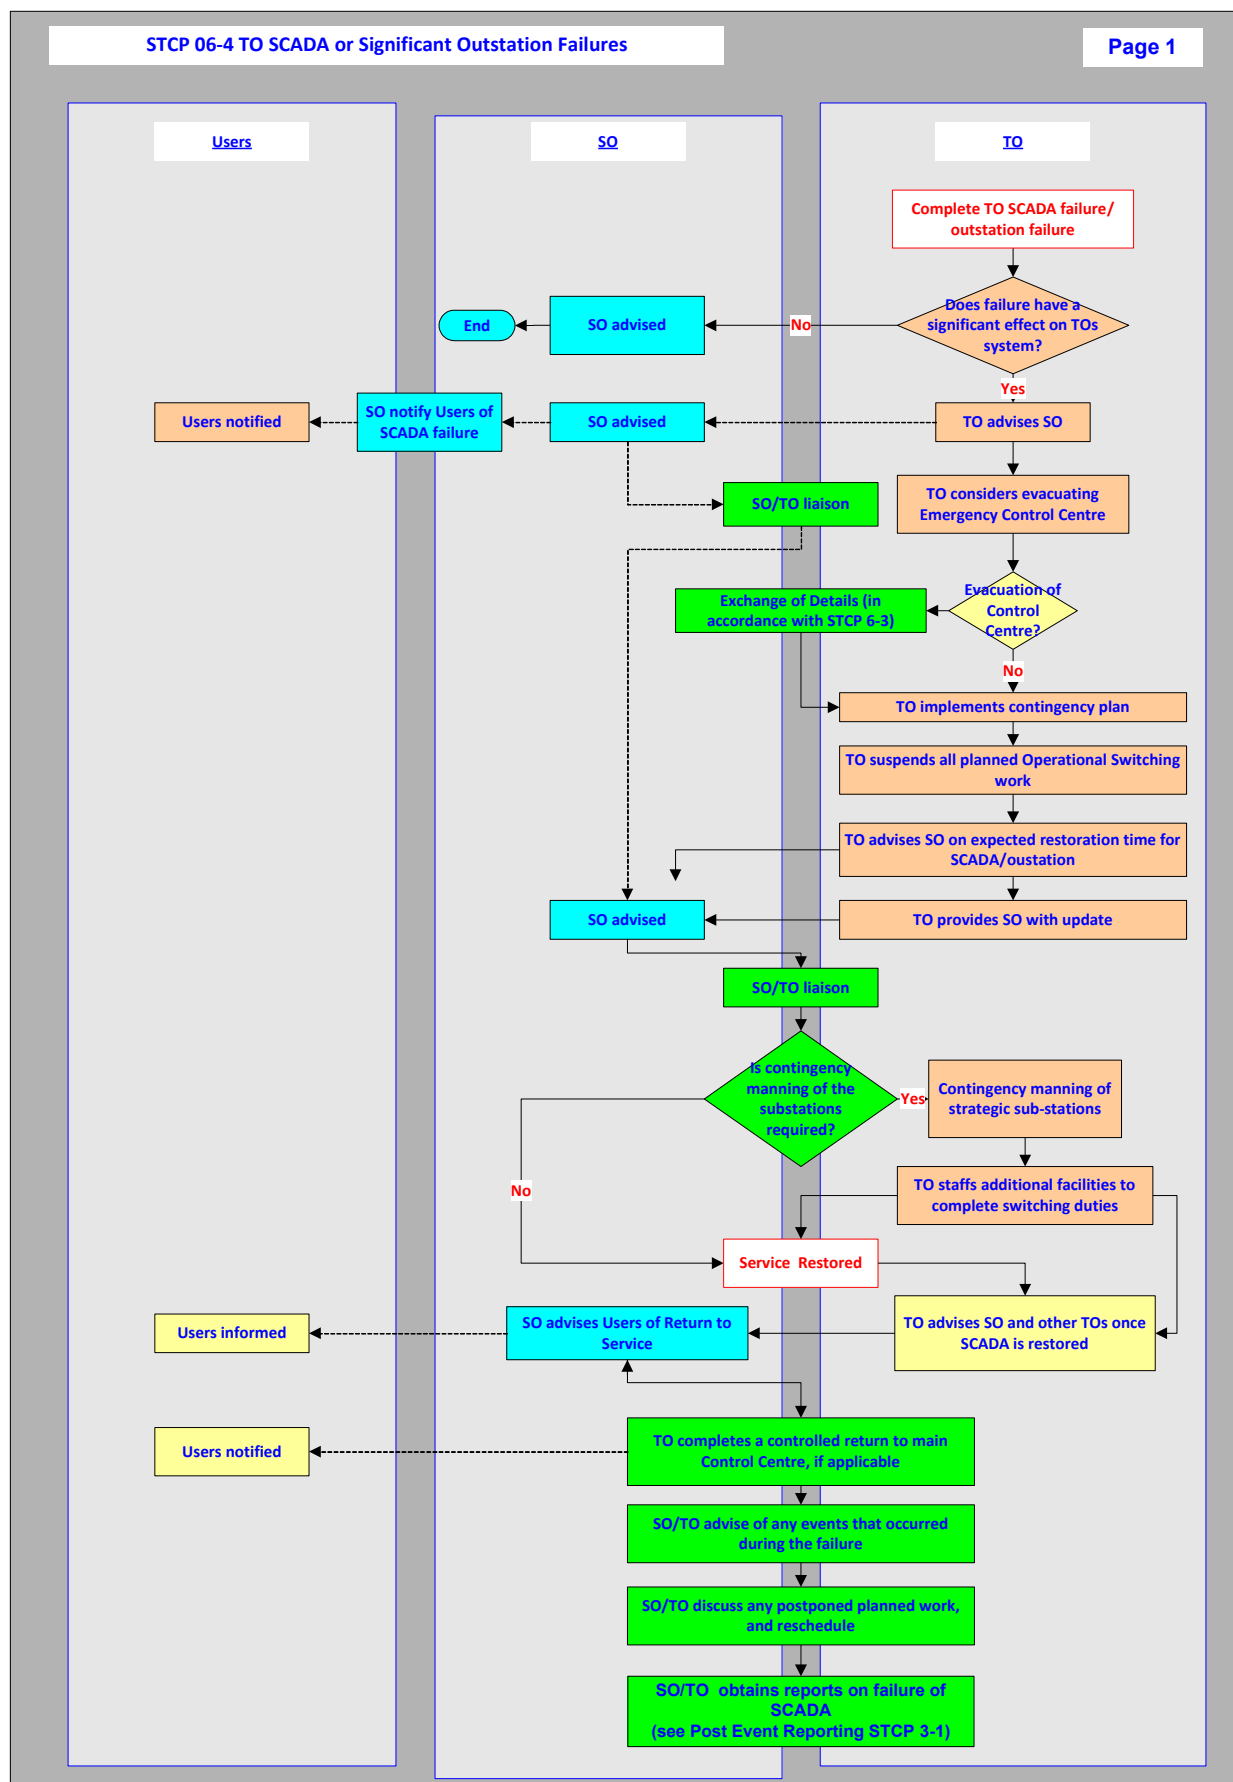 STCP 06-4 TO SCADA or Significant Outstation Failures
Page 1
Users
SO
TO
Complete TO SCADA failure/
outstation failure
Does failure have a
significant effect on TOs
system?
No
SO advised
End
Yes
TO advises SO
SO advised
SO notify Users of
SCADA failure
Users notified
SO/TO liaison
TO considers evacuating
Emergency Control Centre
Evacuation of
Control
Centre?
Exchange of Details (in
accordance with STCP 6-3)
No
TO implements contingency plan
TO suspends all planned Operational Switching
work
TO advises SO on expected restoration time for
SCADA/oustation
SO advised
TO provides SO with update
SO/TO liaison
Is contingency
manning of the
substations
required?
Yes
Contingency manning of
strategic sub-stations
No
TO staffs additional facilities to
complete switching duties
Service  Restored
Users informed
SO advises Users of Return to
Service
TO advises SO and other TOs once
SCADA is restored
Users notified
TO completes a controlled return to main
Control Centre, if applicable
SO/TO advise of any events that occurred
during the failure
SO/TO discuss any postponed planned work,
and reschedule
SO/TO  obtains reports on failure of
SCADA
(see Post Event Reporting STCP 3-1)